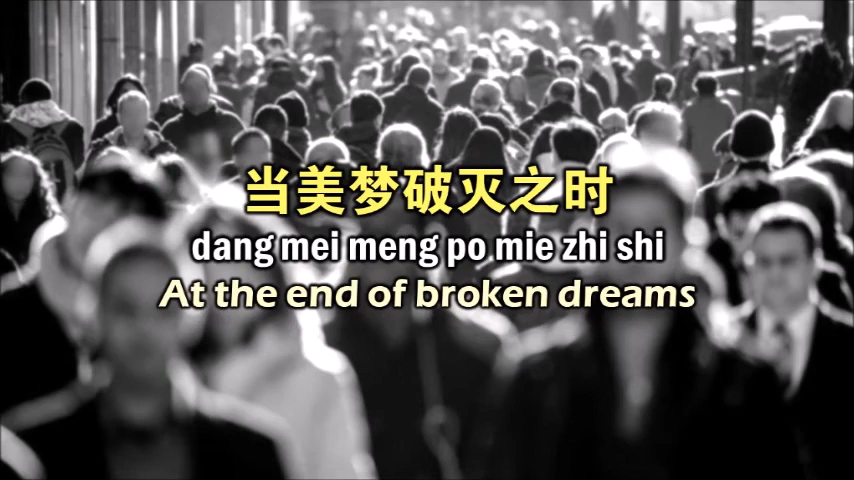 当美梦破灭之时
dang mei meng po mie zhi shi
At the end of broken dreams